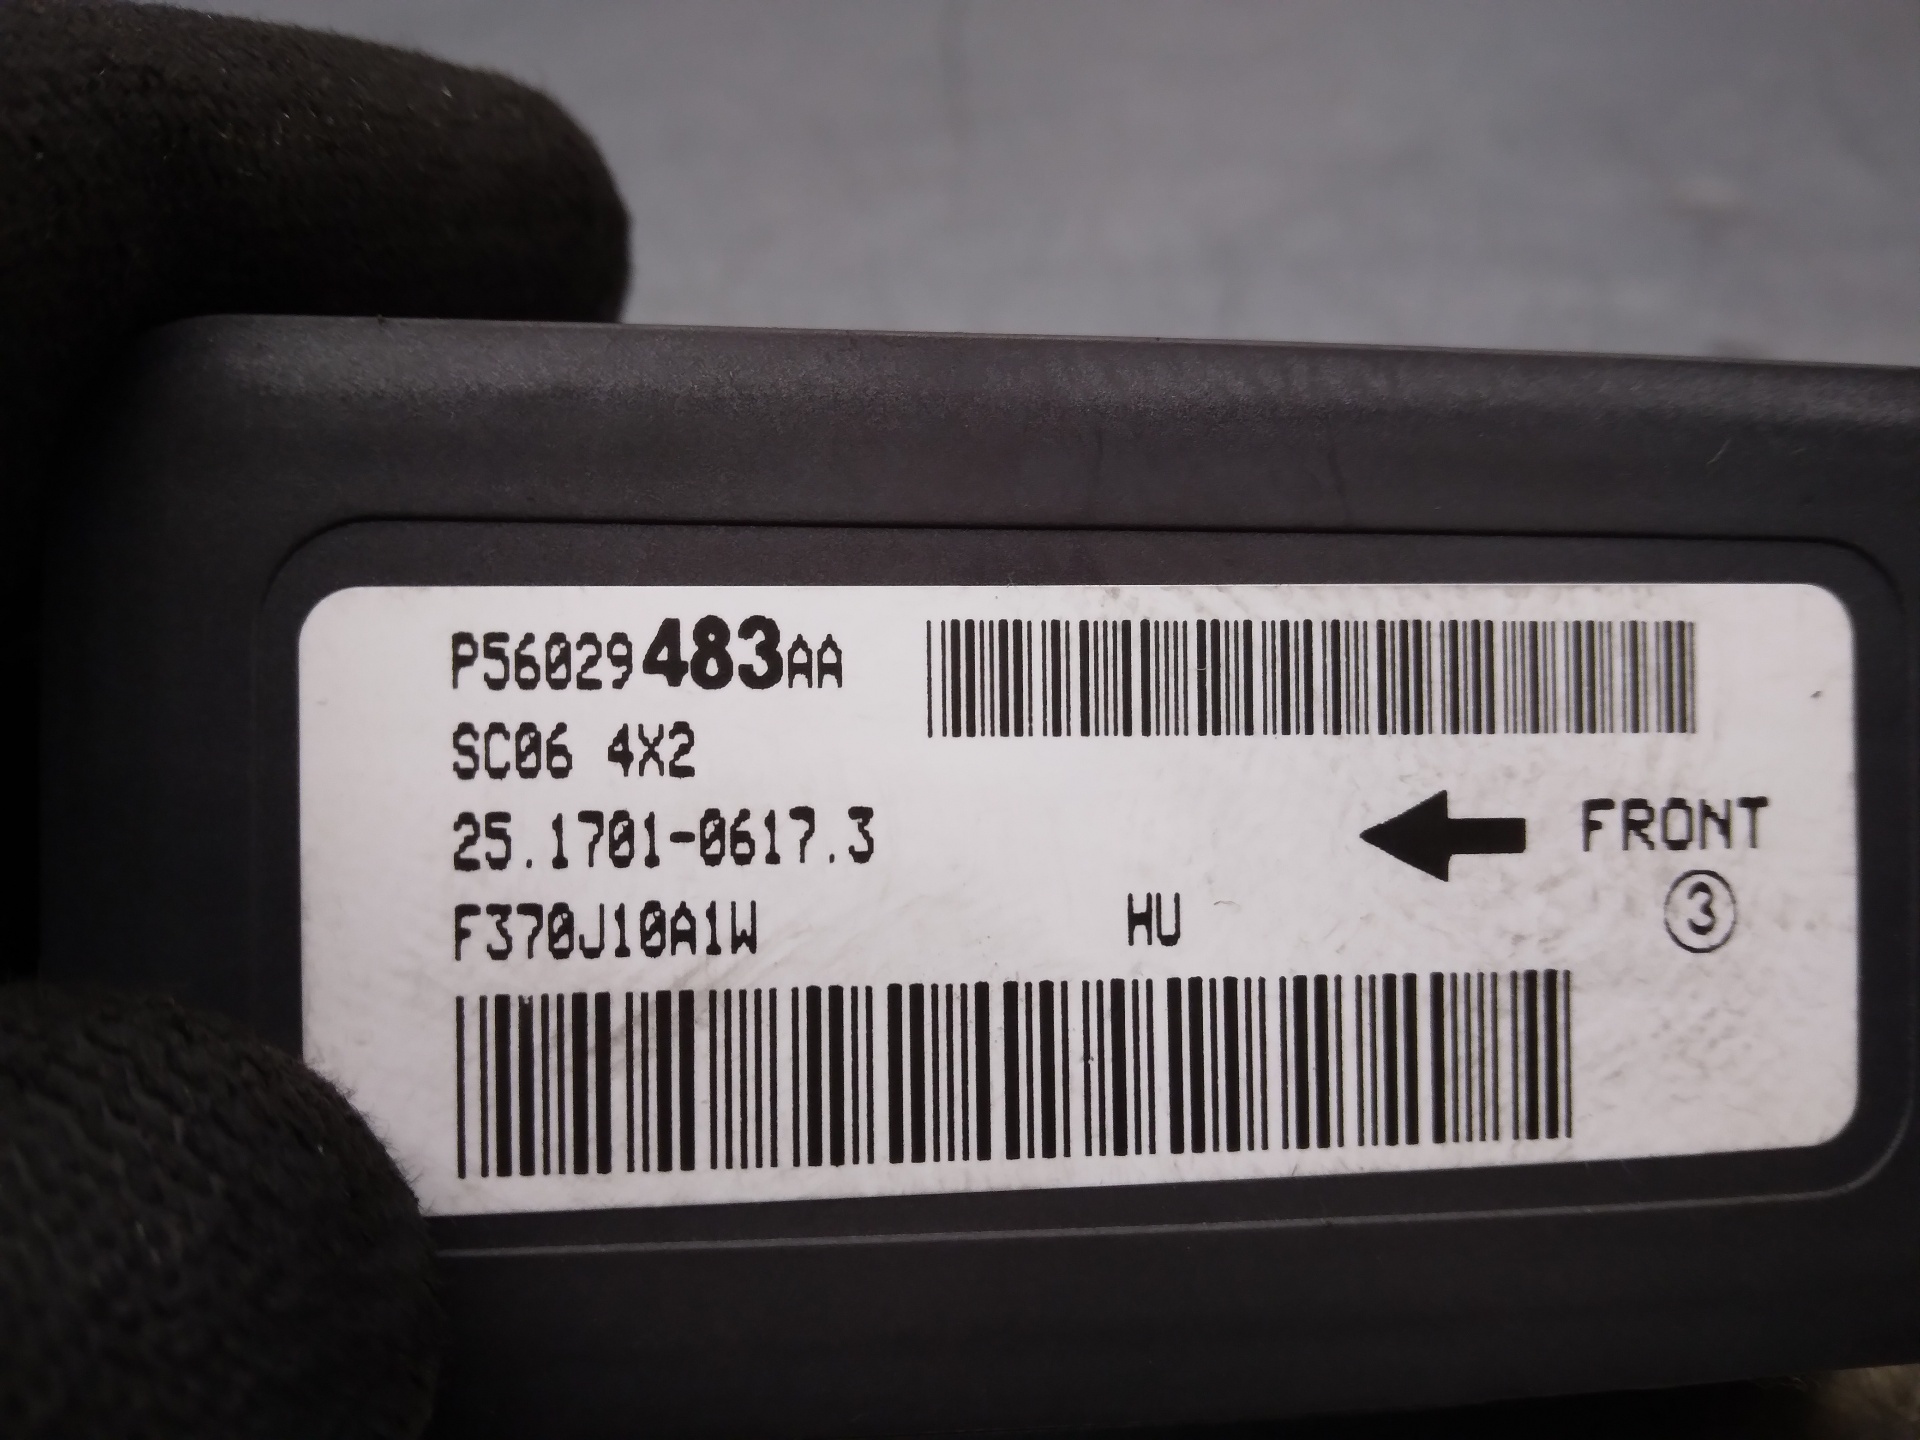 P56029483AA
SC06 4X2
25.1701-0617.3
FRONT
F370J10A1W HU 3